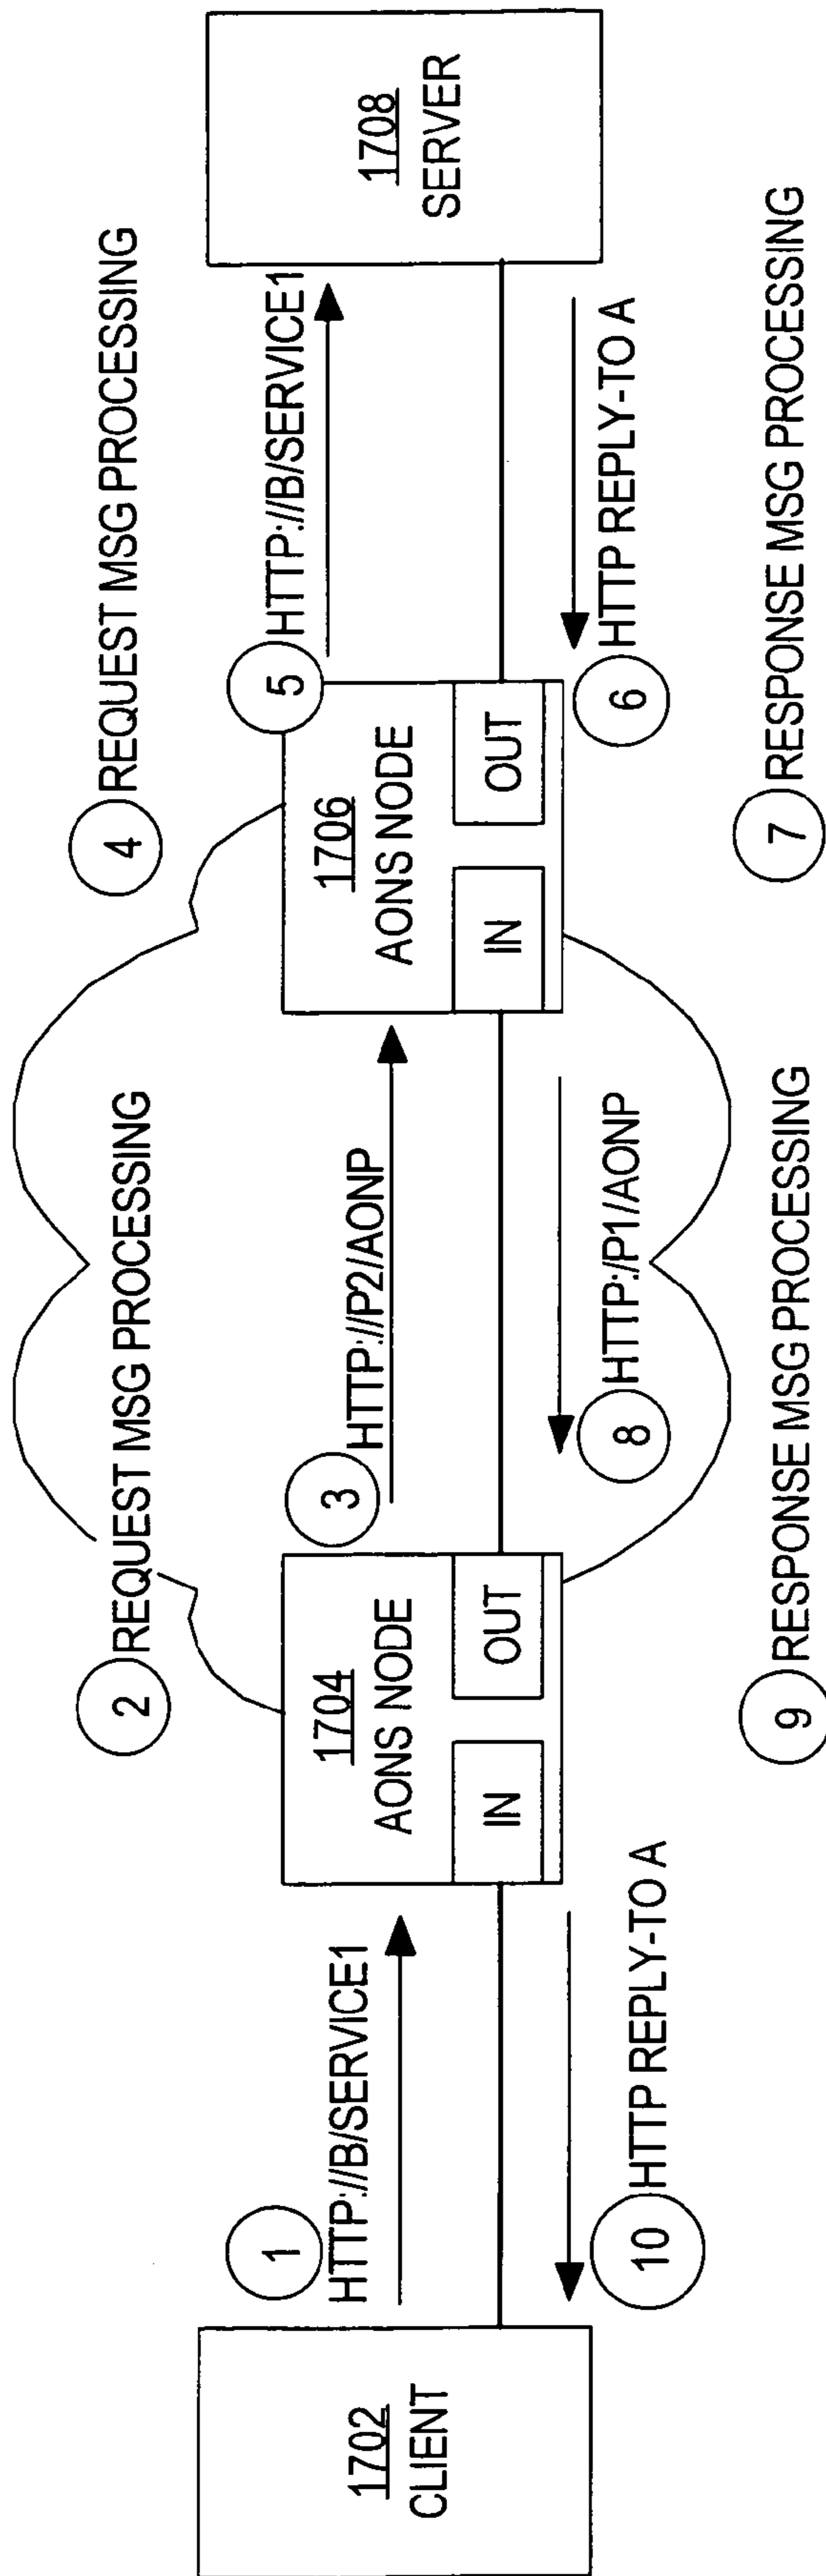 1702
CLIENT
1
HTTP://B/SERVICE1
2 REQUEST MSG PROCESSING
1704
AONS NODE
IN
OUT
3
HTTP://P2/AONP
4 REQUEST MSG PROCESSING
1706
AONS NODE
IN
OUT
5
HTTP://B/SERVICE1
1708
SERVER
6
HTTP REPLY-TO A
7 RESPONSE MSG PROCESSING
8
HTTP:/P1/AONP
9 RESPONSE MSG PROCESSING
10
HTTP REPLY-TO A